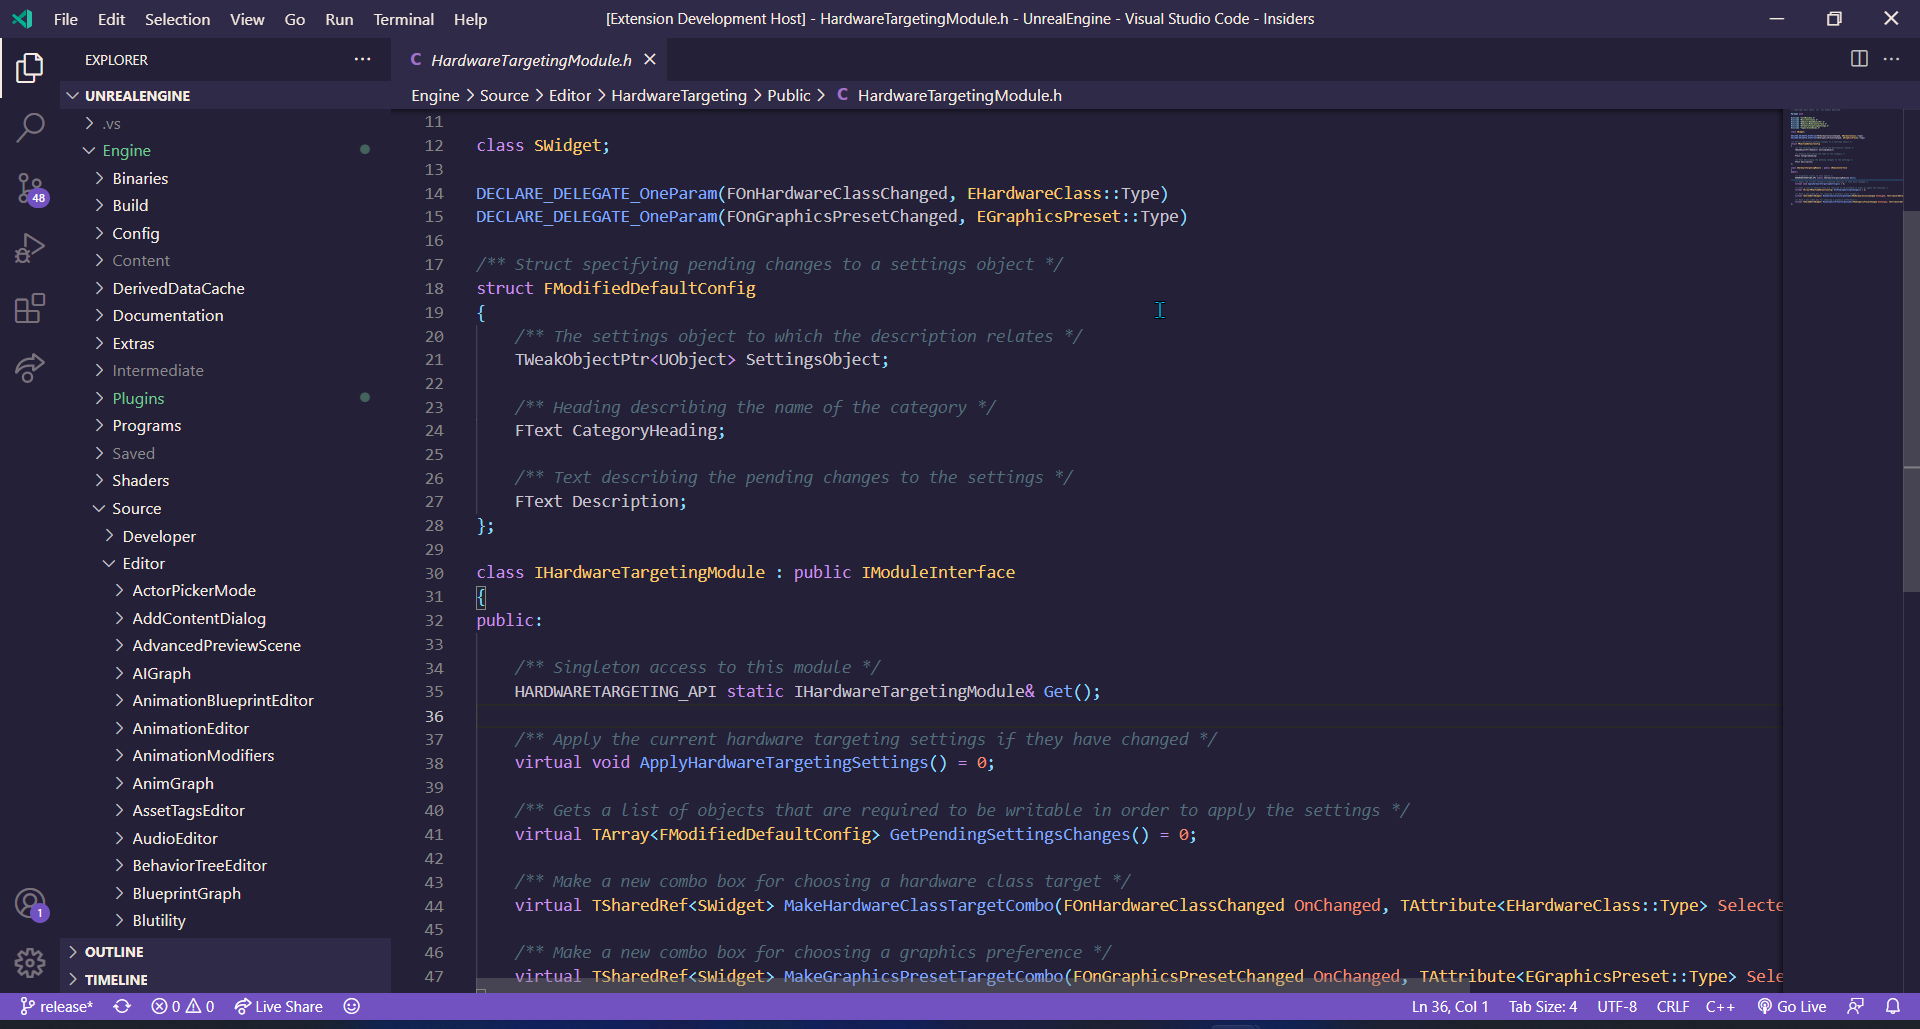 File Edit Selection View Go Run Terminal Help
[Extension Development Host] - HardwareTargetingModule.h - UnrealEngine - Visual Studio Code - Insiders
EXPLORER
UNREALENGINE
.vs
Engine
Binaries
Build
Config
Content
DerivedDataCache
Documentation
Extras
Intermediate
Plugins
Programs
Saved
Shaders
Source
Developer
Editor
ActorPickerMode
AddContentDialog
AdvancedPreviewScene
AIGraph
AnimationBlueprintEditor
AnimationEditor
AnimationModifiers
AnimGraph
AssetTagsEditor
AudioEditor
BehaviorTreeEditor
BlueprintGraph
Blutility
OUTLINE
TIMELINE
48
1
C HardwareTargetingModule.h
Engine > Source > Editor > HardwareTargeting > Public > C HardwareTargetingModule.h
11
12 class SWidget;
13
14 DECLARE_DELEGATE_OneParam(FOnHardwareClassChanged, EHardwareClass::Type)
15 DECLARE_DELEGATE_OneParam(FOnGraphicsPresetChanged, EGraphicsPreset::Type)
16
17 /** Struct specifying pending changes to a settings object */
18 struct FModifiedDefaultConfig
19 {
20 /** The settings object to which the description relates */
21 TWeakObjectPtr<UObject> SettingsObject;
22
23 /** Heading describing the name of the category */
24 FText CategoryHeading;
25
26 /** Text describing the pending changes to the settings */
27 FText Description;
28 };
29
30 class IHardwareTargetingModule : public IModuleInterface
31 {
32 public:
33
34 /** Singleton access to this module */
35 HARDWARETARGETING_API static IHardwareTargetingModule& Get();
36
37 /** Apply the current hardware targeting settings if they have changed */
38 virtual void ApplyHardwareTargetingSettings() = 0;
39
40 /** Gets a list of objects that are required to be writable in order to apply the settings */
41 virtual TArray<FModifiedDefaultConfig> GetPendingSettingsChanges() = 0;
42
43 /** Make a new combo box for choosing a hardware class target */
44 virtual TSharedRef<SWidget> MakeHardwareClassTargetCombo(FOnHardwareClassChanged OnChanged, TAttribute<EHardwareClass::Type> Selecte
45
46 /** Make a new combo box for choosing a graphics preference */
47 virtual TSharedRef<SWidget> MakeGraphicsPresetTargetCombo(FOnGraphicsPresetChanged OnChanged, TAttribute<EGraphicsPreset::Type> Sele
release* 0 0 Live Share
Ln 36, Col 1 Tab Size: 4 UTF-8 CRLF C++ Go Live